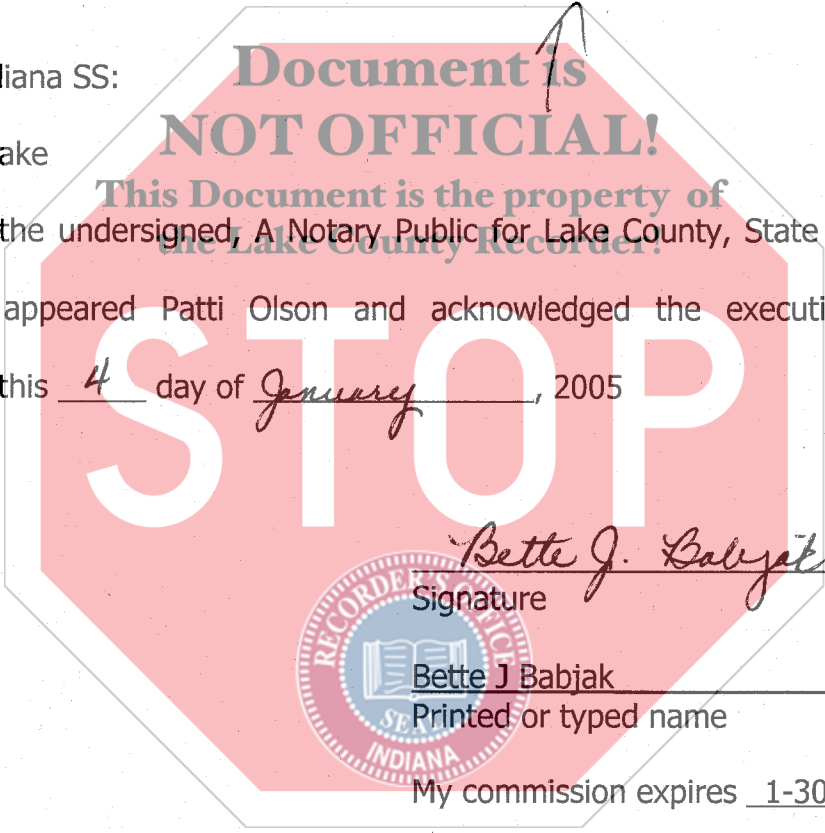 Document is
diana SS:
NOT OFFICIAL!
ake
This Document is the property of
the undersigned, A Notary Public for Lake County, State
the Lake County Recorder!
appeared Patti Olson and acknowledged the executi
this 4 day of January, 2005
STOP
Bette J. Babjak
Signature
RECORDER'S OFFICE
Bette J Babjak
SEAL
Printed or typed name
INDIANA
My commission expires 1-30